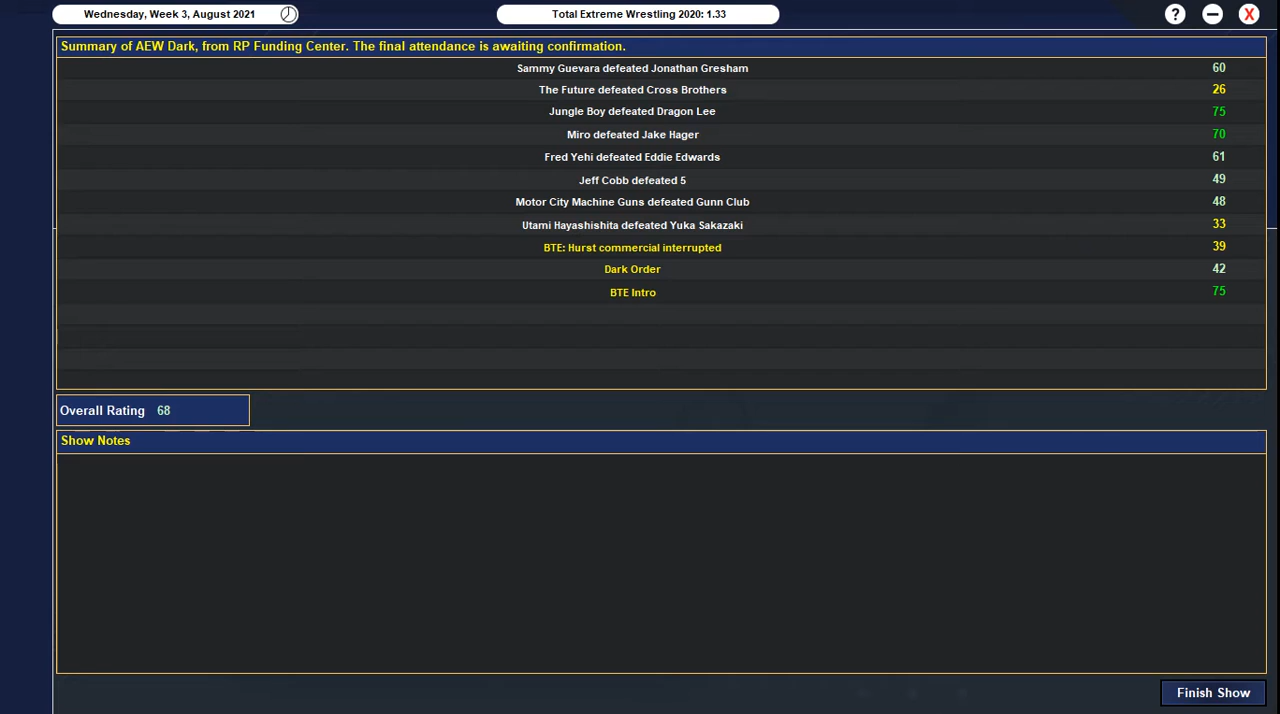 Wednesday, Week 3, August 2021
Total Extreme Wrestling 2020: 1.33
?
X
Summary of AEW Dark, from RP Funding Center. The final attendance is awaiting confirmation.
Sammy Guevara defeated Jonathan Gresham 60
The Future defeated Cross Brothers 26
Jungle Boy defeated Dragon Lee 75
Miro defeated Jake Hager 70
Fred Yehi defeated Eddie Edwards 61
Jeff Cobb defeated 5 49
Motor City Machine Guns defeated Gunn Club 48
Utami Hayashishita defeated Yuka Sakazaki 33
BTE: Hurst commercial interrupted 39
Dark Order 42
BTE Intro 75
Overall Rating 68
Show Notes
Finish Show